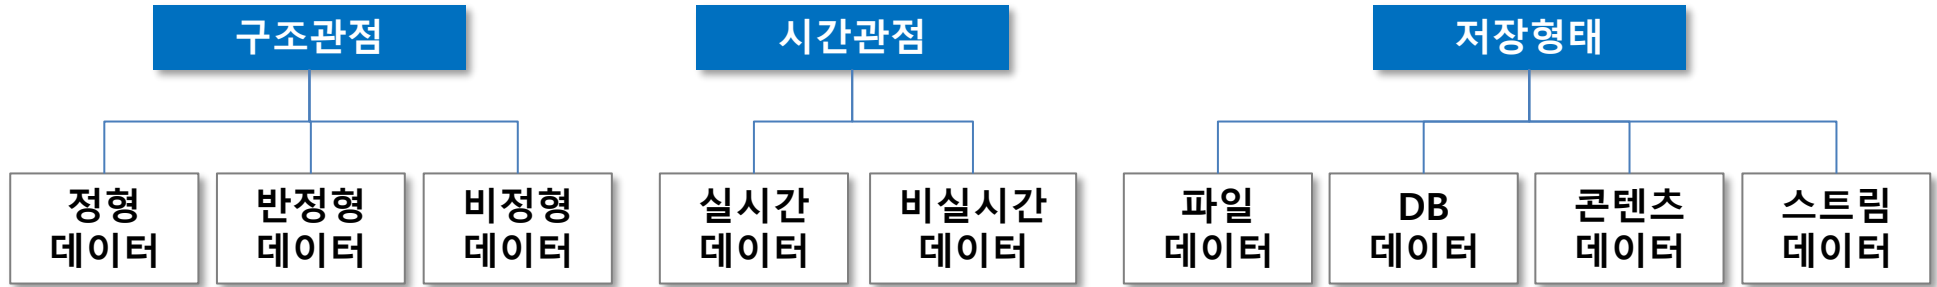 구조관점
시간관점
저장형태
정형
데이터
반정형
데이터
비정형
데이터
실시간
데이터
비실시간
데이터
파일
데이터
DB
데이터
콘텐츠
데이터
스트림
데이터